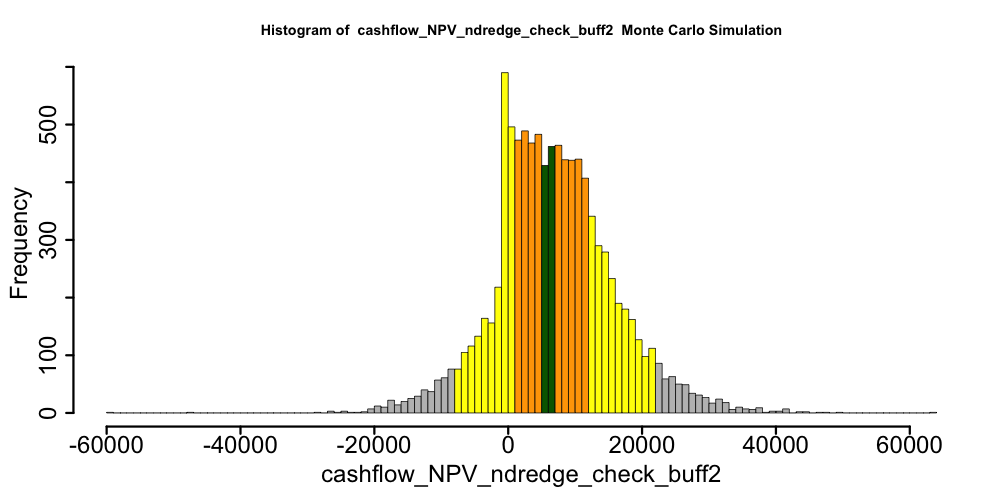 Histogram of cashflow_NPV_ndredge_check_buff2 Monte Carlo Simulation
Frequency
500
300
100
0
-60000 -40000 -20000 0 20000 40000 60000
cashflow_NPV_ndredge_check_buff2